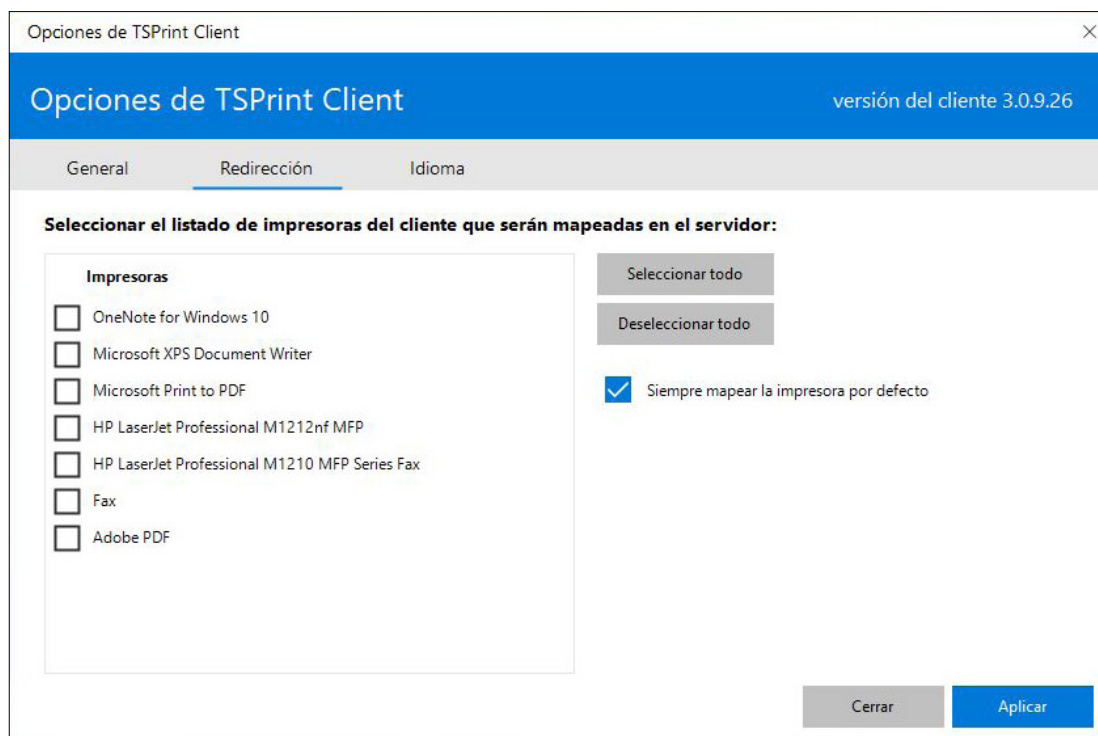 Opciones de TSPrint Client
Opciones de TSPrint Client
versión del cliente 3.0.9.26
General
Redirección
Idioma
Seleccionar el listado de impresoras del cliente que serán mapeadas en el servidor:
Impresoras
OneNote for Windows 10
Microsoft XPS Document Writer
Microsoft Print to PDF
HP LaserJet Professional M1212nf MFP
HP LaserJet Professional M1210 MFP Series Fax
Fax
Adobe PDF
Seleccionar todo
Deseleccionar todo
Siempre mapear la impresora por defecto
Cerrar
Aplicar